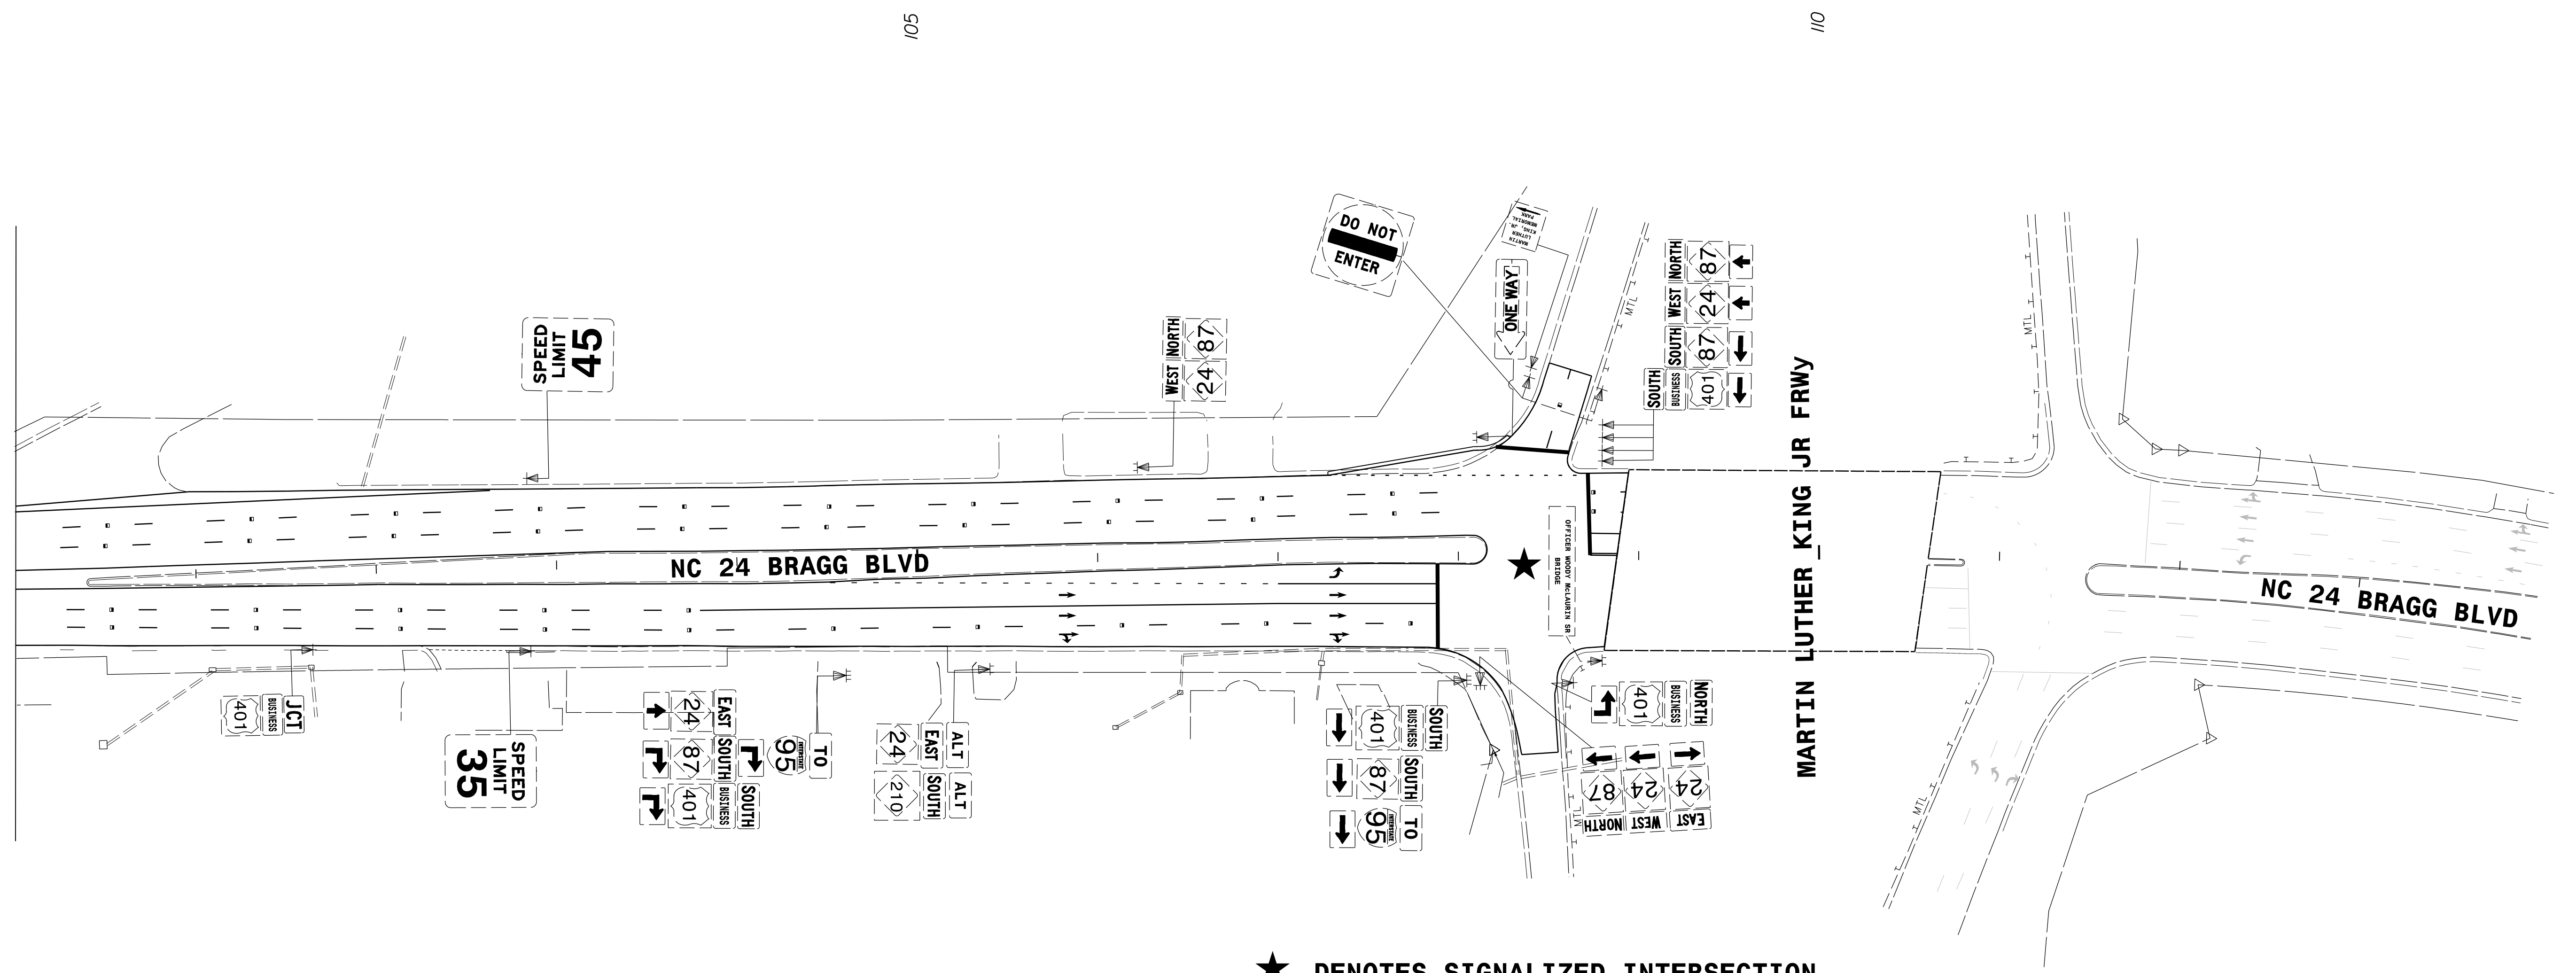 105
110
DO NOT
ENTER
MARTIN
LUTHER
KING, JR.
MEMORIAL
PARK
ONE WAY
MTL
NORTH
87
WEST
24
SOUTH
87
SOUTH
BUSINESS
401
MTL
SPEED
LIMIT
45
NORTH
87
WEST
24
NC 24 BRAGG BLVD
OFFICER WOODY McLAURIN SR
BRIDGE
MARTIN LUTHER KING JR FRWy
NC 24 BRAGG BLVD
JCT
BUSINESS
401
SPEED
LIMIT
35
EAST
24
SOUTH
87
SOUTH
BUSINESS
401
TO
INTERSTATE
95
ALT
EAST
24
ALT
SOUTH
210
SOUTH
BUSINESS
401
SOUTH
87
TO
INTERSTATE
95
NORTH
BUSINESS
401
87
NORTH
24
WEST
24
EAST
MTL
MTL
DENOTES SIGNALIZED INTERSECTION